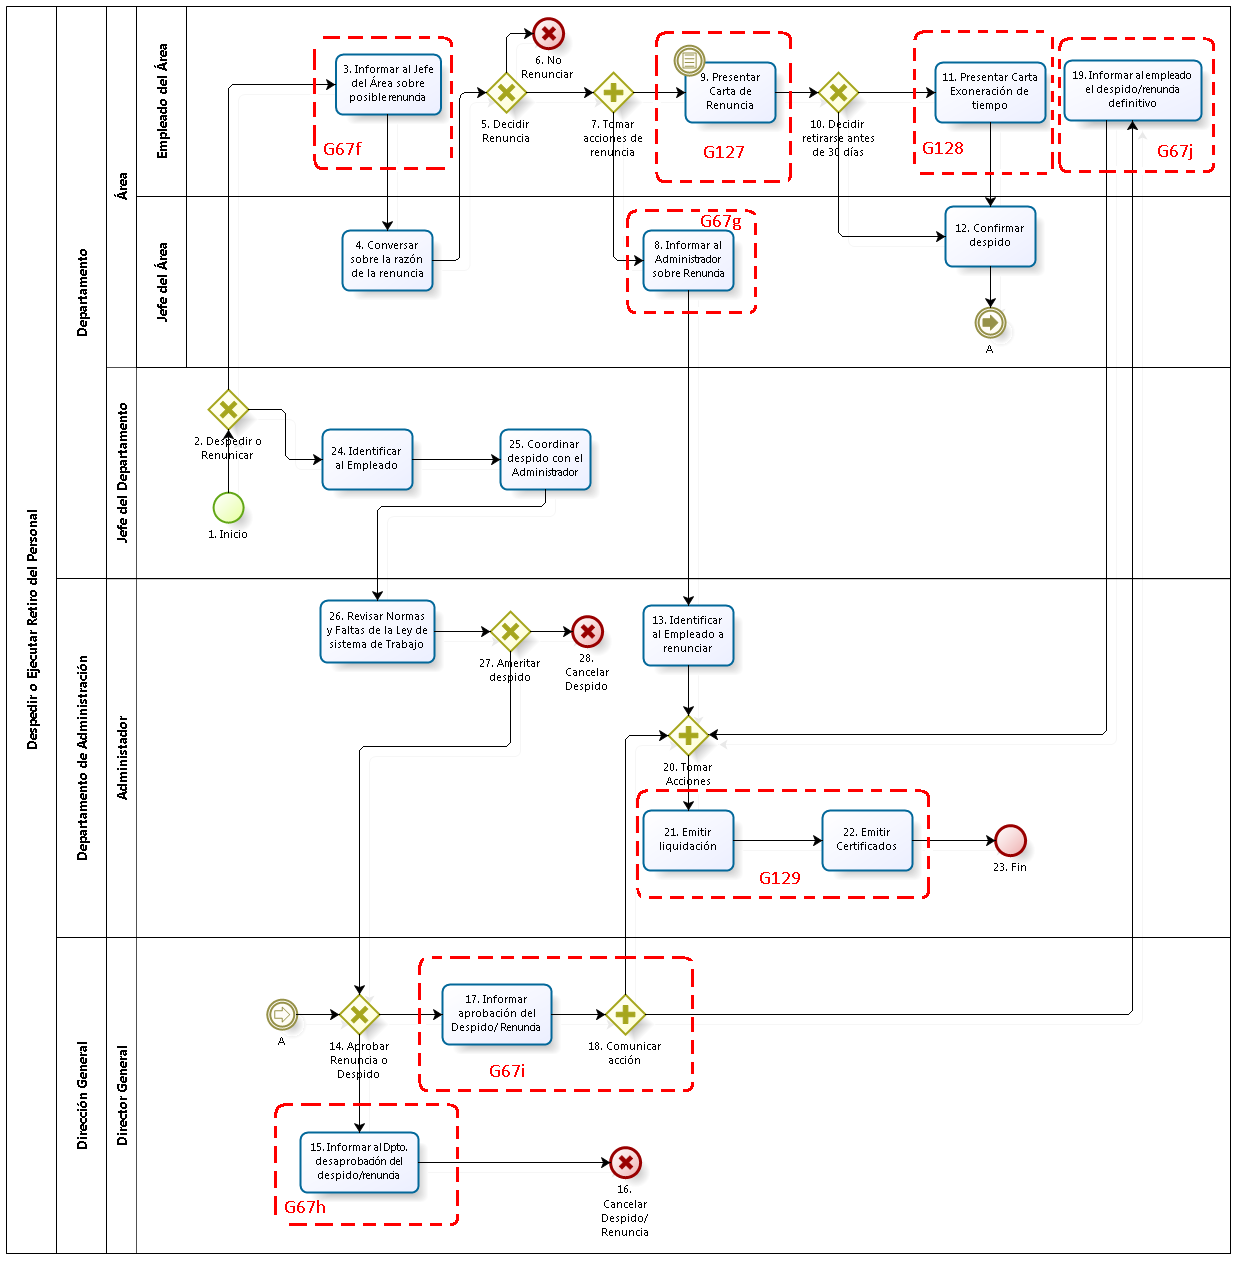 Despedir o Ejecutar Retiro del Personal
Departamento
Área
Empleado del Área
3. Informar al Jefe
del Área sobre
posible renuncia
G67f
5. Decidir
Renuncia
6. No
Renunciar
7. Tomar
acciones de
renuncia
9. Presentar
Carta de
Renuncia
G127
10. Decidir
retirarse antes
de 30 días
11. Presentar Carta
Exoneración de
tiempo
G128
19. Informar al empleado
el despido/renuncia
definitivo
G67j
Jefe del Área
4. Conversar
sobre la razón
de la renuncia
G67g
8. Informar al
Administrador
sobre Renuncia
12. Confirmar
despido
A
Jefe del Departamento
2. Despedir o
Renunicar
1. Inicio
24. Identificar
al Empleado
25. Coordinar
despido con el
Administrador
Departamento de Administración
Administador
26. Revisar Normas
y Faltas de la Ley de
sistema de Trabajo
27. Ameritar
despido
28.
Cancelar
Despido
13. Identificar
al Empleado a
renunciar
20. Tomar
Acciones
21. Emitir
liquidación
22. Emitir
Certificados
G129
23. Fin
Dirección General
Director General
A
14. Aprobar
Renuncia o
Despido
17. Informar
aprobación del
Despido/ Renuncia
G67i
18. Comunicar
acción
15. Informar al Dpto.
desaprobación del
despido/renuncia
G67h
16.
Cancelar
Despido/
Renuncia